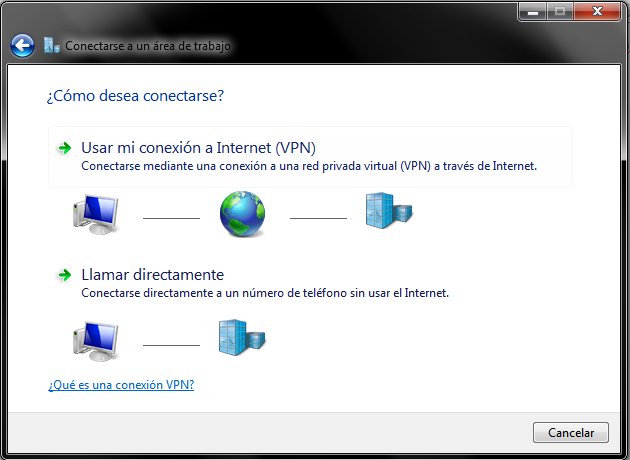 Conectarse a un área de trabajo
¿Cómo desea conectarse?
Usar mi conexión a Internet (VPN)
Conectarse mediante una conexión a una red privada virtual (VPN) a través de Internet.
Llamar directamente
Conectarse directamente a un número de teléfono sin usar el Internet.
¿Qué es una conexión VPN?
Cancelar